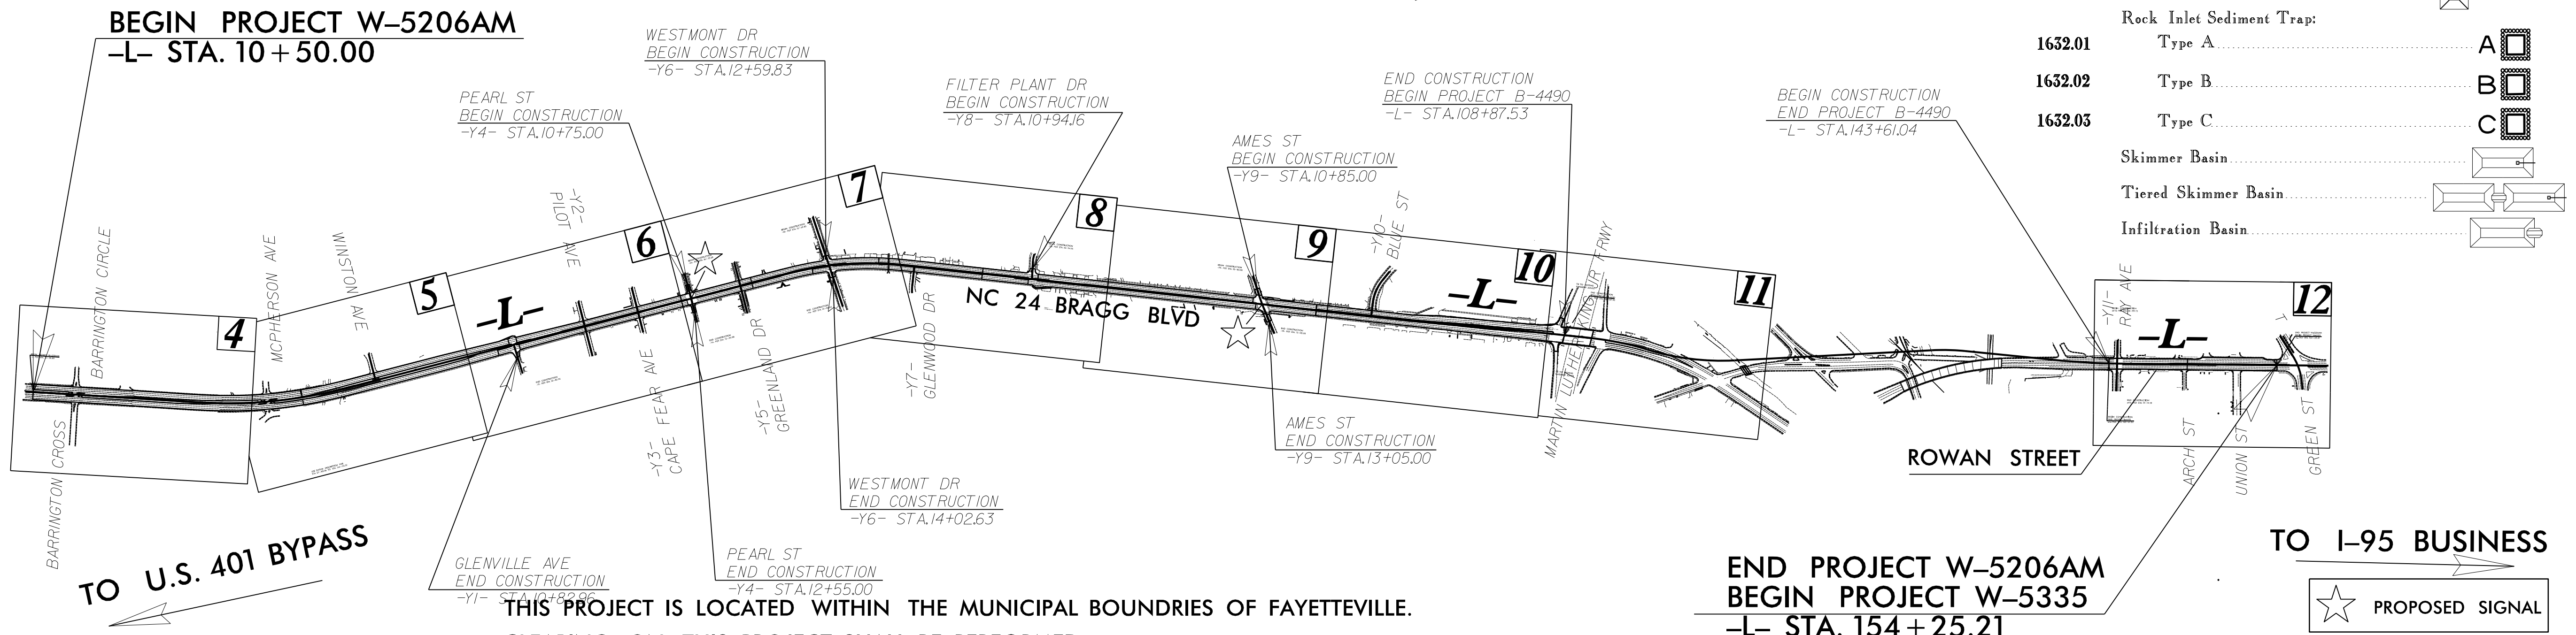 BEGIN PROJECT W–5206AM
–L– STA. 10+50.00
WESTMONT DR
BEGIN CONSTRUCTION
-Y6- STA.12+59.83
PEARL ST
BEGIN CONSTRUCTION
-Y4- STA.10+75.00
FILTER PLANT DR
BEGIN CONSTRUCTION
-Y8- STA.10+94.16
END CONSTRUCTION
BEGIN PROJECT B-4490
-L- STA.108+87.53
AMES ST
BEGIN CONSTRUCTION
-Y9- STA.10+85.00
BEGIN CONSTRUCTION
END PROJECT B-4490
-L- STA.143+61.04
Rock Inlet Sediment Trap:
1632.01 Type A A
1632.02 Type B B
1632.03 Type C C
Skimmer Basin
Tiered Skimmer Basin
Infiltration Basin
BARRINGTON CIRCLE
MCPHERSON AVE
WINSTON AVE
-Y2-
PILOT AVE
-Y10-
BLUE ST
MARTIN LUTHER KING JR FRWY
-Y11-
RAY AVE
4
5
6
7
8
9
10
11
12
–L–
NC 24 BRAGG BLVD
–L–
–L–
BARRINGTON CROSS
-Y3-
CAPE FEAR AVE
-Y5-
GREENLAND DR
-Y7-
GLENWOOD DR
AMES ST
END CONSTRUCTION
-Y9- STA.13+05.00
ROWAN STREET
ARCH ST
UNION ST
GREEN ST
WESTMONT DR
END CONSTRUCTION
-Y6- STA.14+02.63
TO U.S. 401 BYPASS
GLENVILLE AVE
END CONSTRUCTION
-Y1- STA.10+82.96
PEARL ST
END CONSTRUCTION
-Y4- STA.12+55.00
THIS PROJECT IS LOCATED WITHIN THE MUNICIPAL BOUNDRIES OF FAYETTEVILLE.
END PROJECT W–5206AM
BEGIN PROJECT W–5335
–L– STA. 154+25.21
TO I–95 BUSINESS
PROPOSED SIGNAL